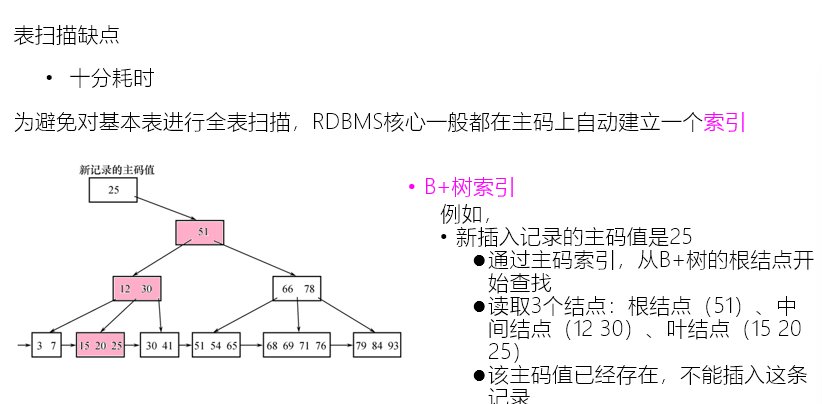 表扫描缺点
• 十分耗时
为避免对基本表进行全表扫描，RDBMS核心一般都在主码上自动建立一个索引
新记录的主码值
25
51
12 30
66 78
3 7
15 20 25
30 41
51 54 65
68 69 71 76
79 84 93
• B+树索引
例如，
• 新插入记录的主码值是25
●通过主码索引，从B+树的根结点开
始查找
●读取3个结点：根结点（51）、中
间结点（12 30）、叶结点（15 20
25）
●该主码值已经存在，不能插入这条
记录